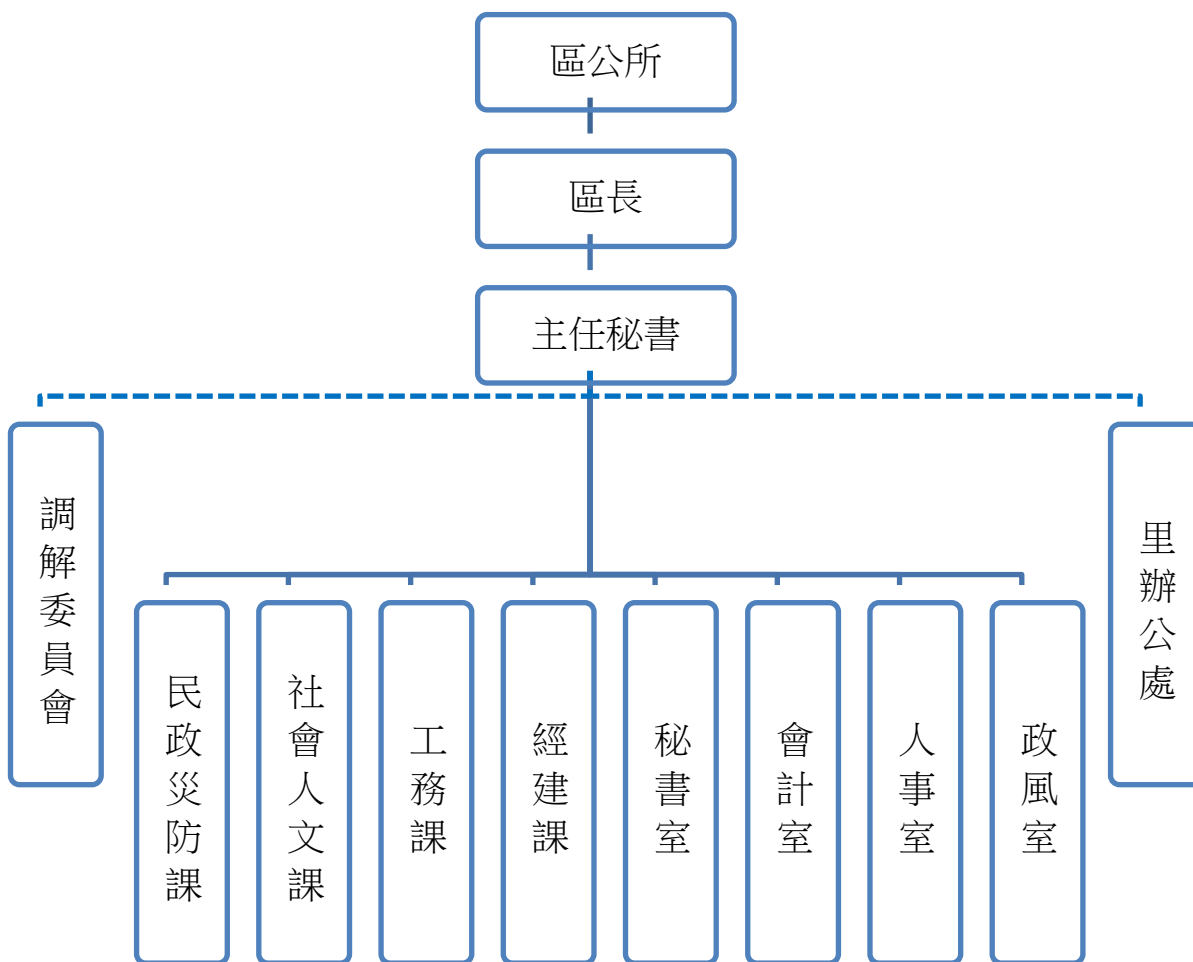 區公所
區長
主任秘書
調解委員會
里辦公處
民政災防課
社會人文課
工務課
經建課
秘書室
會計室
人事室
政風室